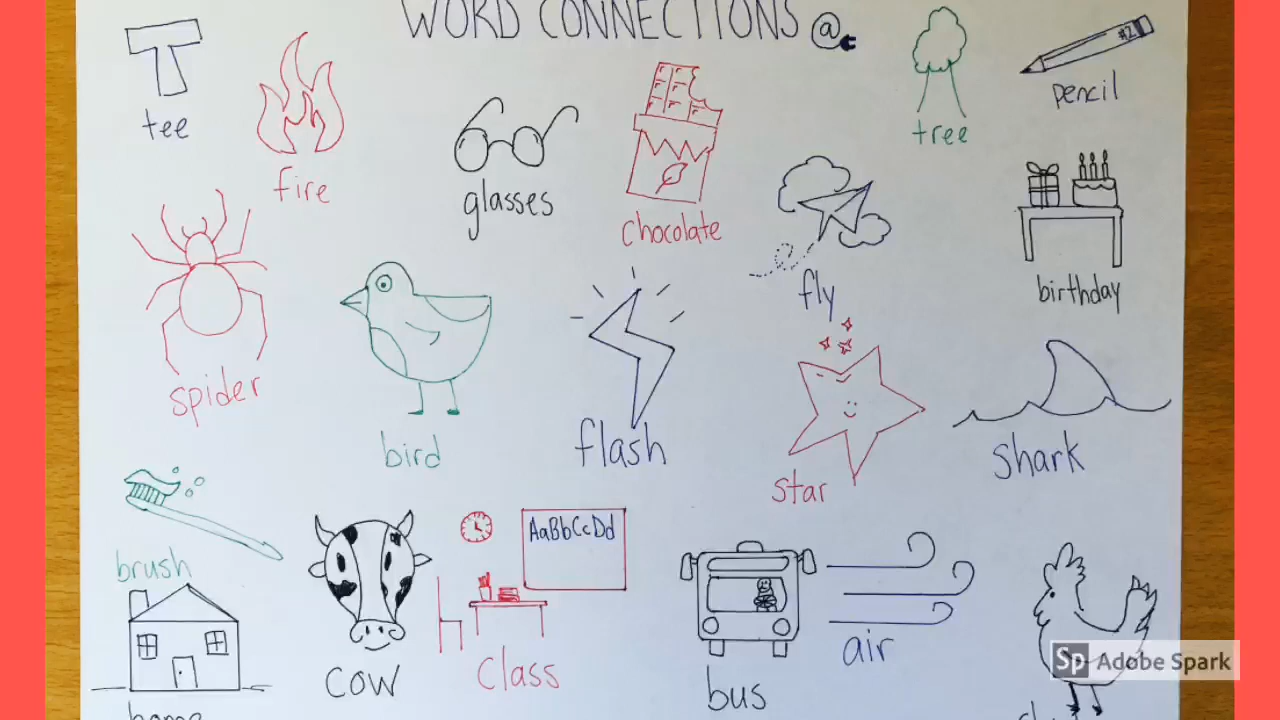 WORD CONNECTIONS @
tee
fire
glasses
chocolate
tree
#2
pencil
fly
birthday
spider
bird
flash
star
shark
brush
AaBbCcDd
cow
class
bus
air
Sp Adobe Spark